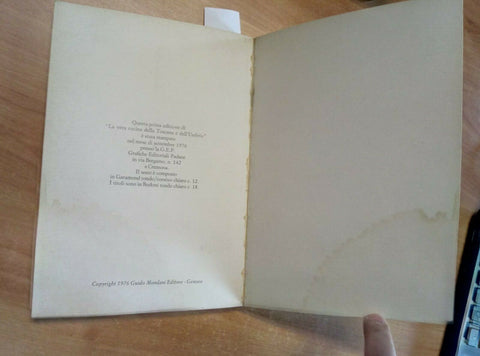 Questa prima edizione di
"La vera cucina della Toscana e dell'Umbria"
è stata stampata
nel mese di settembre 1976
presso la G.E.P.
Grafiche Editoriali Padane
in via Bergamo, n. 142
a Cremona.
Il testo è composto
in Garamond tondo/corsivo chiaro c. 12.
I titoli sono in Bodoni tondo chiaro c. 18.
Copyright 1976 Guido Mondani Editore - Genova